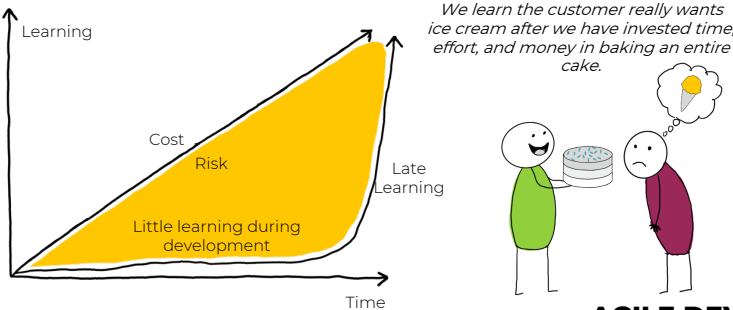 Learning
Cost
Risk
Late
Learning
Little learning during
development
Time
We learn the customer really wants
ice cream after we have invested time,
effort, and money in baking an entire
cake.
AGILE